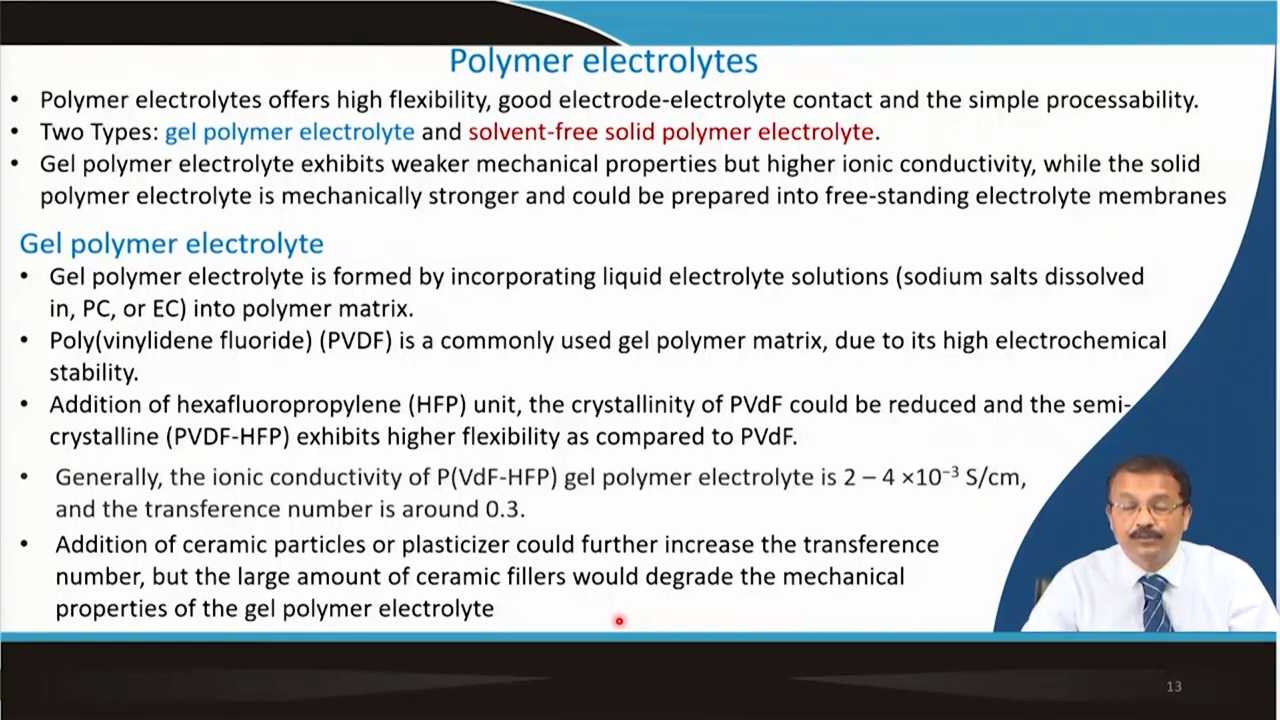 Polymer electrolytes
• Polymer electrolytes offers high flexibility, good electrode-electrolyte contact and the simple processability.
• Two Types: gel polymer electrolyte and solvent-free solid polymer electrolyte.
• Gel polymer electrolyte exhibits weaker mechanical properties but higher ionic conductivity, while the solid
polymer electrolyte is mechanically stronger and could be prepared into free-standing electrolyte membranes
Gel polymer electrolyte
• Gel polymer electrolyte is formed by incorporating liquid electrolyte solutions (sodium salts dissolved
in, PC, or EC) into polymer matrix.
• Poly(vinylidene fluoride) (PVDF) is a commonly used gel polymer matrix, due to its high electrochemical
stability.
• Addition of hexafluoropropylene (HFP) unit, the crystallinity of PVdF could be reduced and the semi-
crystalline (PVDF-HFP) exhibits higher flexibility as compared to PVdF.
• Generally, the ionic conductivity of P(VdF-HFP) gel polymer electrolyte is 2 – 4 ×10⁻³ S/cm,
and the transference number is around 0.3.
• Addition of ceramic particles or plasticizer could further increase the transference
number, but the large amount of ceramic fillers would degrade the mechanical
properties of the gel polymer electrolyte
13